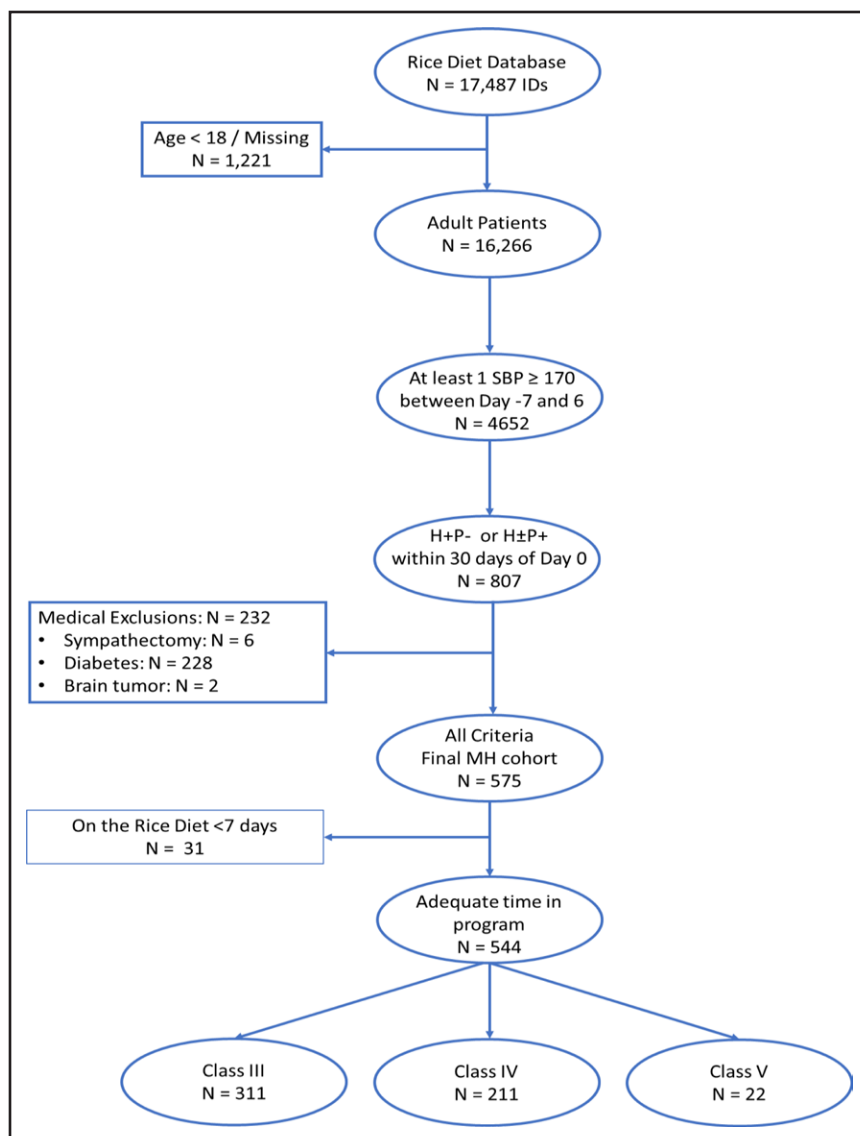 Rice Diet Database
N = 17,487 IDs
Age < 18 / Missing
N = 1,221
Adult Patients
N = 16,266
At least 1 SBP ≥ 170
between Day -7 and 6
N = 4652
H+P- or H±P+
within 30 days of Day 0
N = 807
Medical Exclusions: N = 232
• Sympathectomy: N = 6
• Diabetes: N = 228
• Brain tumor: N = 2
All Criteria
Final MH cohort
N = 575
On the Rice Diet <7 days
N = 31
Adequate time in
program
N = 544
Class III
N = 311
Class IV
N = 211
Class V
N = 22